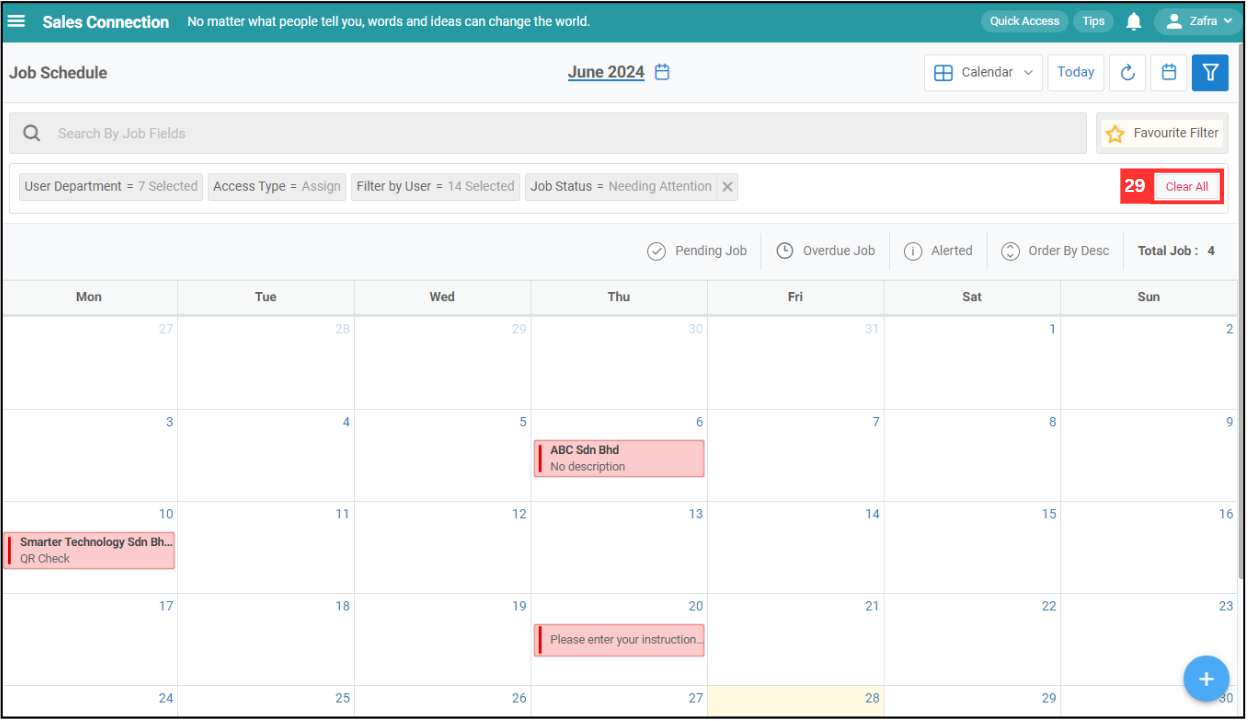 Sales Connection No matter what people tell you, words and ideas can change the world. Quick Access Tips Zafra
Job Schedule June 2024 Calendar Today
Search By Job Fields Favourite Filter
User Department = 7 Selected Access Type = Assign Filter by User = 14 Selected Job Status = Needing Attention 29 Clear All
Pending Job Overdue Job Alerted Order By Desc Total Job : 4
Mon Tue Wed Thu Fri Sat Sun
27 28 29 30 31 1 2
3 4 5 6 7 8 9
ABC Sdn Bhd
No description
10 11 12 13 14 15 16
Smarter Technology Sdn Bh...
QR Check
17 18 19 20 21 22 23
Please enter your instruction...
24 25 26 27 28 29 30